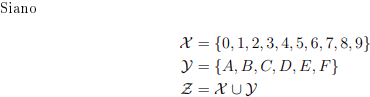 Siano
𝒳 = {0, 1, 2, 3, 4, 5, 6, 7, 8, 9}
𝒴 = {A, B, C, D, E, F}
𝒵 = 𝒳 ∪ 𝒴